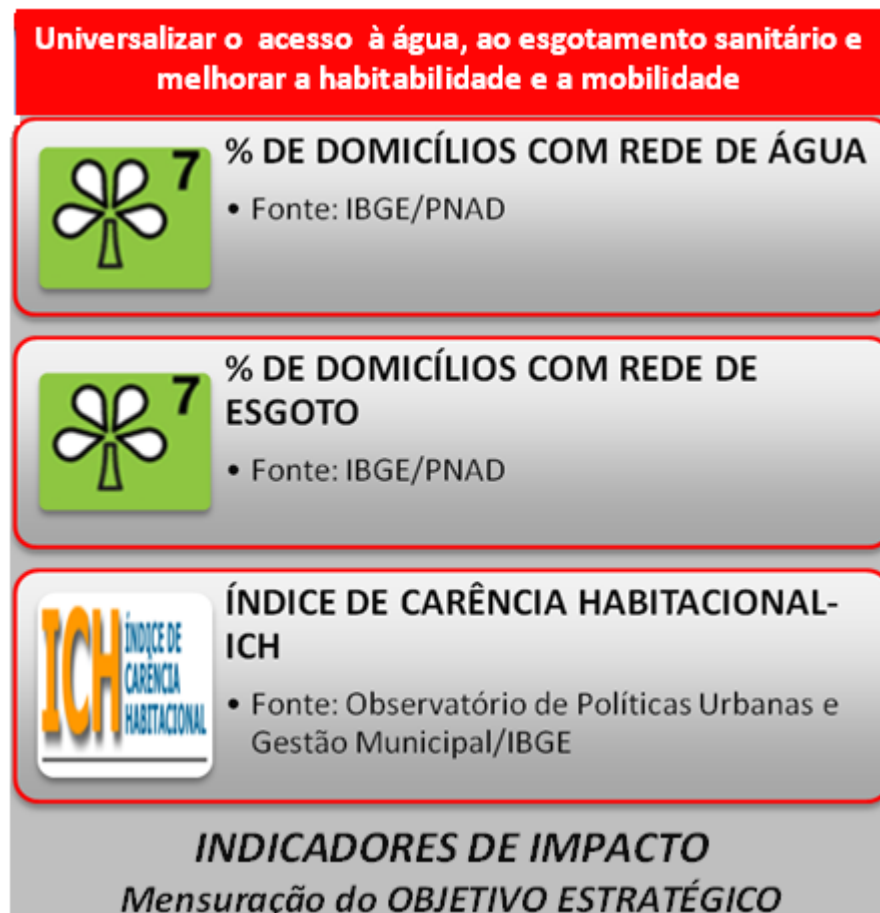 Universalizar o acesso à água, ao esgotamento sanitário e
melhorar a habitabilidade e a mobilidade
7
% DE DOMICÍLIOS COM REDE DE ÁGUA
• Fonte: IBGE/PNAD
7
% DE DOMICÍLIOS COM REDE DE
ESGOTO
• Fonte: IBGE/PNAD
ICH
ÍNDICE DE
CARÊNCIA
HABITACIONAL
ÍNDICE DE CARÊNCIA HABITACIONAL-
ICH
• Fonte: Observatório de Políticas Urbanas e
Gestão Municipal/IBGE
INDICADORES DE IMPACTO
Mensuração do OBJETIVO ESTRATÉGICO